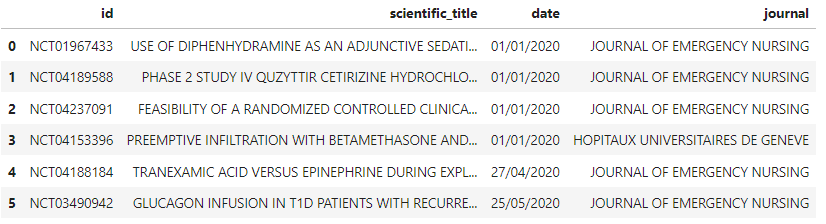 id scientific_title date journal
0 NCT01967433 USE OF DIPHENHYDRAMINE AS AN ADJUNCTIVE SEDATI... 01/01/2020 JOURNAL OF EMERGENCY NURSING
1 NCT04189588 PHASE 2 STUDY IV QUZYTTIR CETIRIZINE HYDROCHLO... 01/01/2020 JOURNAL OF EMERGENCY NURSING
2 NCT04237091 FEASIBILITY OF A RANDOMIZED CONTROLLED CLINICA... 01/01/2020 JOURNAL OF EMERGENCY NURSING
3 NCT04153396 PREEMPTIVE INFILTRATION WITH BETAMETHASONE AND... 01/01/2020 HOPITAUX UNIVERSITAIRES DE GENEVE
4 NCT04188184 TRANEXAMIC ACID VERSUS EPINEPHRINE DURING EXPL... 27/04/2020 JOURNAL OF EMERGENCY NURSING
5 NCT03490942 GLUCAGON INFUSION IN T1D PATIENTS WITH RECURRE... 25/05/2020 JOURNAL OF EMERGENCY NURSING